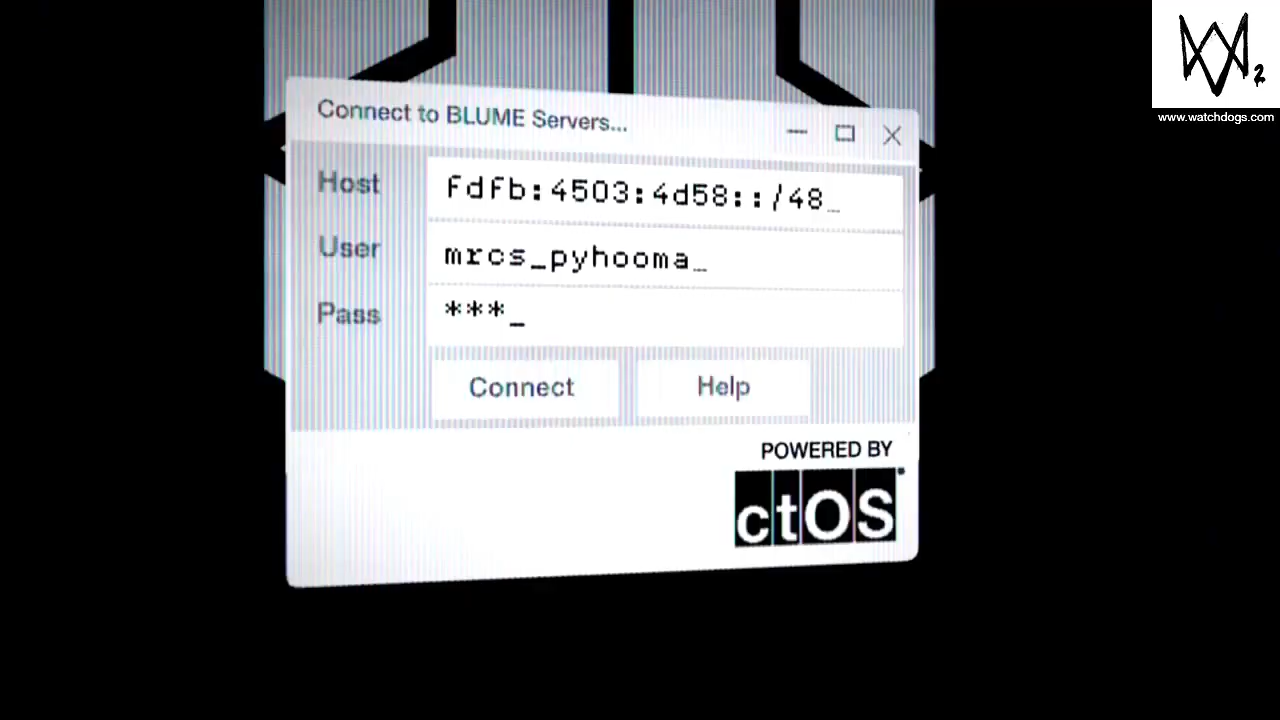 2
www.watchdogs.com
Connect to BLUME Servers...
Host fdfb:4503:4d58::/48_
User mrcs_pyhooma_
Pass ***_
Connect Help
POWERED BY
ctOS